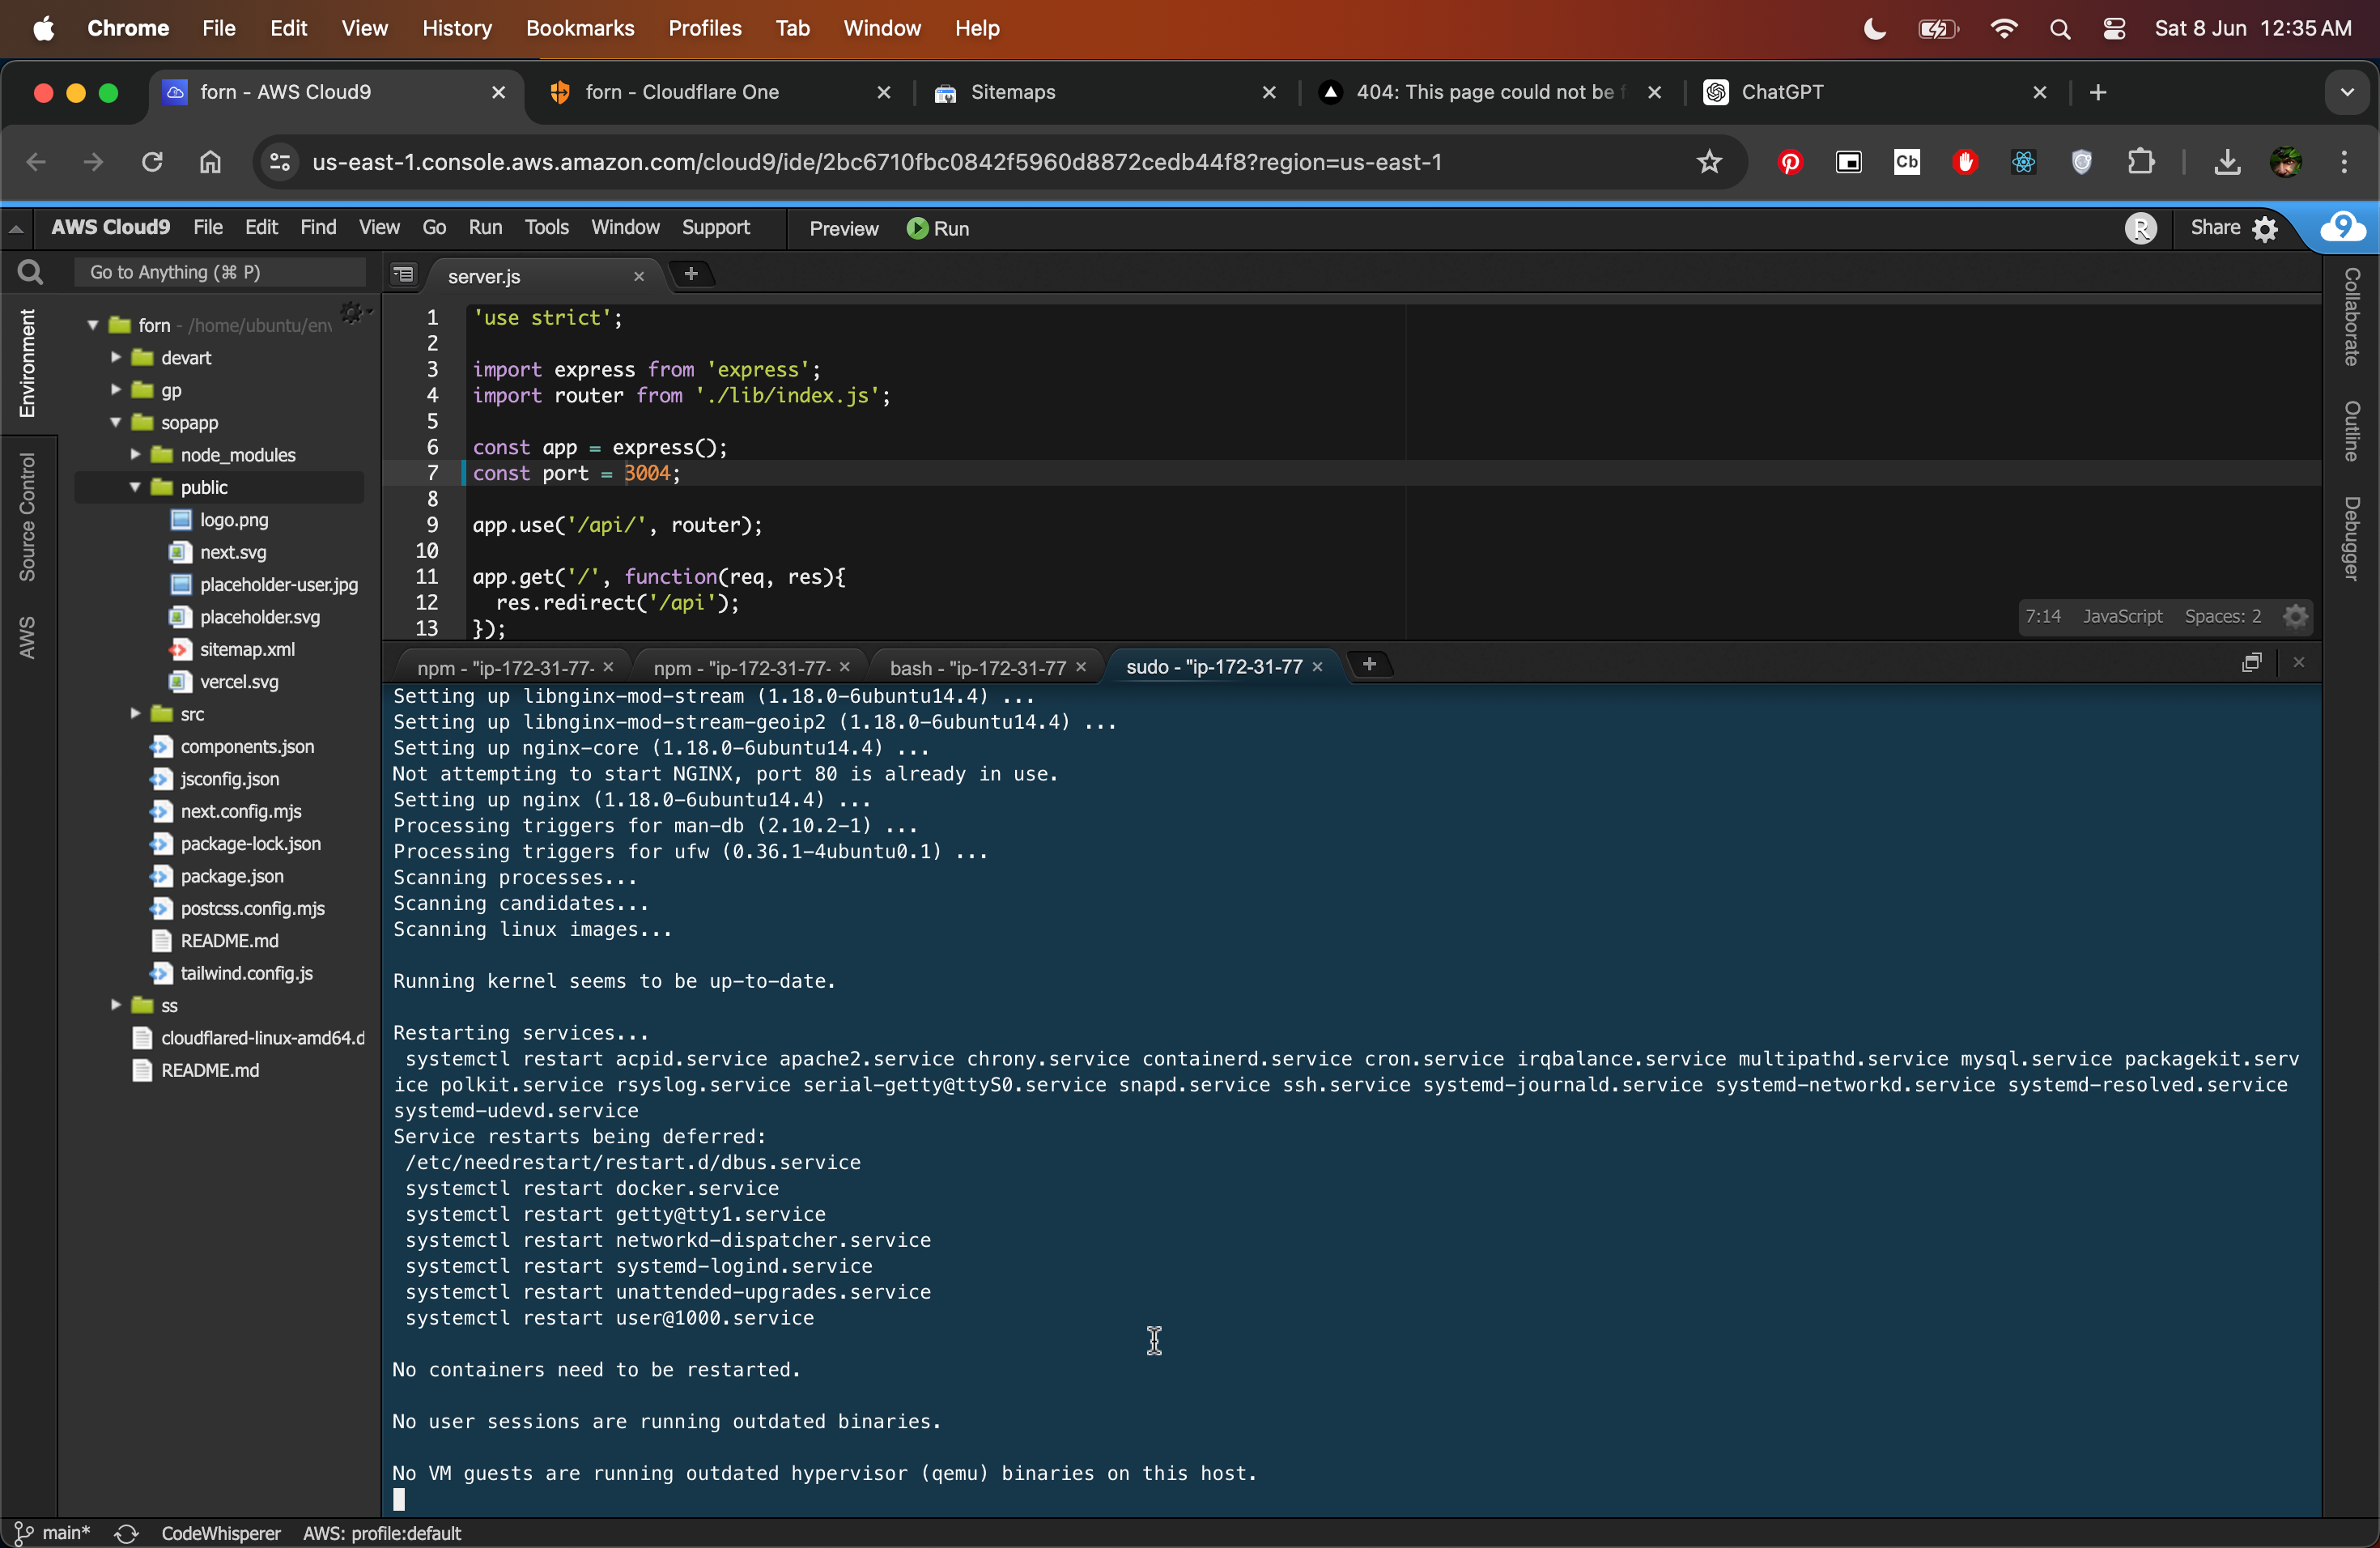 Chrome File Edit View History Bookmarks Profiles Tab Window Help Sat 8 Jun 12:35 AM
forn - AWS Cloud9 forn - Cloudflare One Sitemaps 404: This page could not be f ChatGPT
us-east-1.console.aws.amazon.com/cloud9/ide/2bc6710fbc0842f5960d8872cedb44f8?region=us-east-1 Cb
AWS Cloud9 File Edit Find View Go Run Tools Window Support Preview Run R Share 9
Go to Anything (⌘ P)
server.js
Environment
Source Control
AWS
forn - /home/ubuntu/env
devart
gp
sopapp
node_modules
public
logo.png
next.svg
placeholder-user.jpg
placeholder.svg
sitemap.xml
vercel.svg
src
components.json
jsconfig.json
next.config.mjs
package-lock.json
package.json
postcss.config.mjs
README.md
tailwind.config.js
ss
cloudflared-linux-amd64.d
README.md
1 'use strict';
2
3 import express from 'express';
4 import router from './lib/index.js';
5
6 const app = express();
7 const port = 3004;
8
9 app.use('/api/', router);
10
11 app.get('/', function(req, res){
12 res.redirect('/api');
13 });
7:14 JavaScript Spaces: 2
Collaborate
Outline
Debugger
npm - "ip-172-31-77- npm - "ip-172-31-77- bash - "ip-172-31-77 sudo - "ip-172-31-77
Setting up libnginx-mod-stream (1.18.0-6ubuntu14.4) ...
Setting up libnginx-mod-stream-geoip2 (1.18.0-6ubuntu14.4) ...
Setting up nginx-core (1.18.0-6ubuntu14.4) ...
Not attempting to start NGINX, port 80 is already in use.
Setting up nginx (1.18.0-6ubuntu14.4) ...
Processing triggers for man-db (2.10.2-1) ...
Processing triggers for ufw (0.36.1-4ubuntu0.1) ...
Scanning processes...
Scanning candidates...
Scanning linux images...
Running kernel seems to be up-to-date.
Restarting services...
systemctl restart acpid.service apache2.service chrony.service containerd.service cron.service irqbalance.service multipathd.service mysql.service packagekit.serv
ice polkit.service rsyslog.service serial-getty@ttyS0.service snapd.service ssh.service systemd-journald.service systemd-networkd.service systemd-resolved.service
systemd-udevd.service
Service restarts being deferred:
/etc/needrestart/restart.d/dbus.service
systemctl restart docker.service
systemctl restart getty@tty1.service
systemctl restart networkd-dispatcher.service
systemctl restart systemd-logind.service
systemctl restart unattended-upgrades.service
systemctl restart user@1000.service
No containers need to be restarted.
No user sessions are running outdated binaries.
No VM guests are running outdated hypervisor (qemu) binaries on this host.
main* CodeWhisperer AWS: profile:default